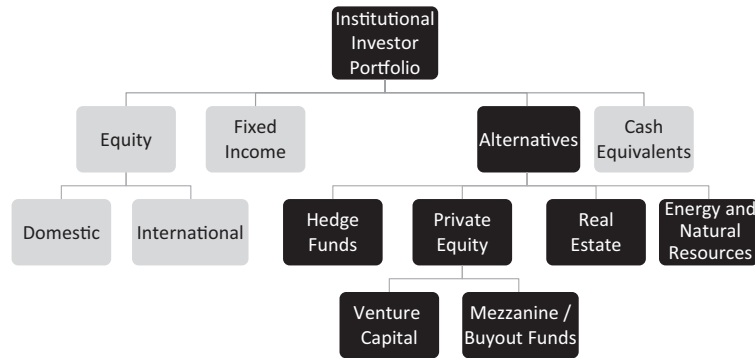 Institutional
Investor
Portfolio
Equity
Fixed
Income
Alternatives
Cash
Equivalents
Domestic
International
Hedge
Funds
Private
Equity
Real
Estate
Energy and
Natural
Resources
Venture
Capital
Mezzanine /
Buyout Funds